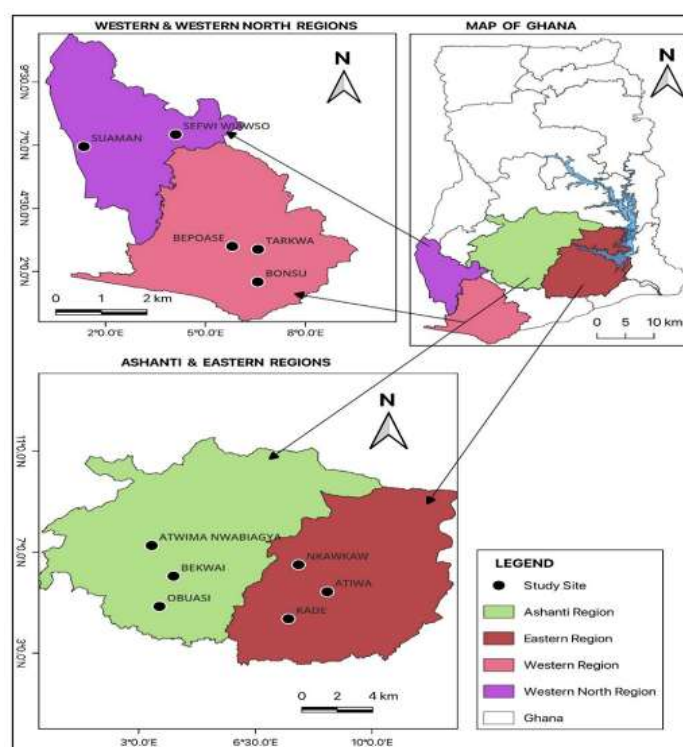 WESTERN & WESTERN NORTH REGIONS
N
9°50.0'N
7°0.0'N
4°50.0'N
2°0.0'N
SUAMAN
SEFWI WIAWSO
BEPOASE
TARKWA
BONSU
0 1 2 km
2°0.0'E 5°0.0'E 8°0.0'E
MAP OF GHANA
N
0 5 10 km
ASHANTI & EASTERN REGIONS
N
11°0.0'N
7°0.0'N
3°0.0'N
ATWIMA NWABIAGYA
BEKWAI
OBUASI
NKAWKAW
ATIWA
KADE
0 2 4 km
3°0.0'E 6°30.0'E 10°0.0'E
LEGEND
Study Site
Ashanti Region
Eastern Region
Western Region
Western North Region
Ghana